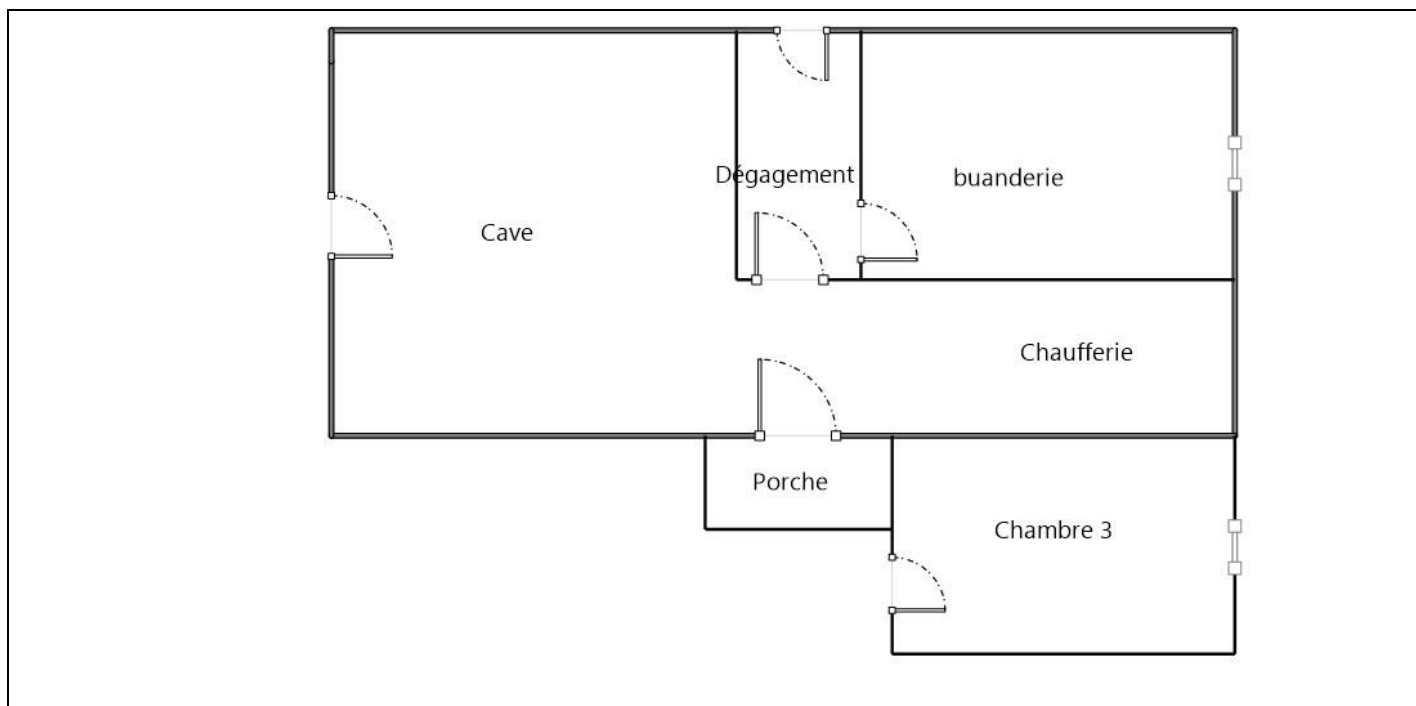 Dégagement
buanderie
Cave
Chaufferie
Porche
Chambre 3